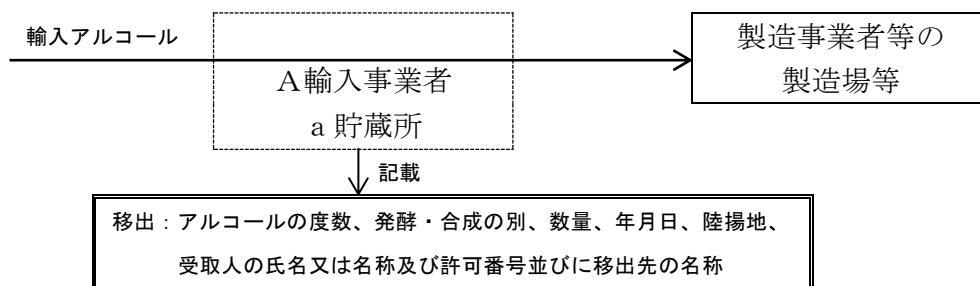 輸入アルコール
製造事業者等の
製造場等
A輸入事業者
a 貯蔵所
記載
移出：アルコールの度数、発酵・合成の別、数量、年月日、陸揚地、
受取人の氏名又は名称及び許可番号並びに移出先の名称